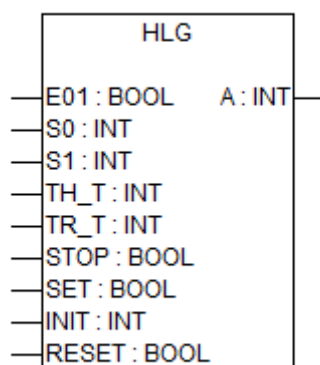 HLG
E01 : BOOL A : INT
S0 : INT
S1 : INT
TH_T : INT
TR_T : INT
STOP : BOOL
SET : BOOL
INIT : INT
RESET : BOOL